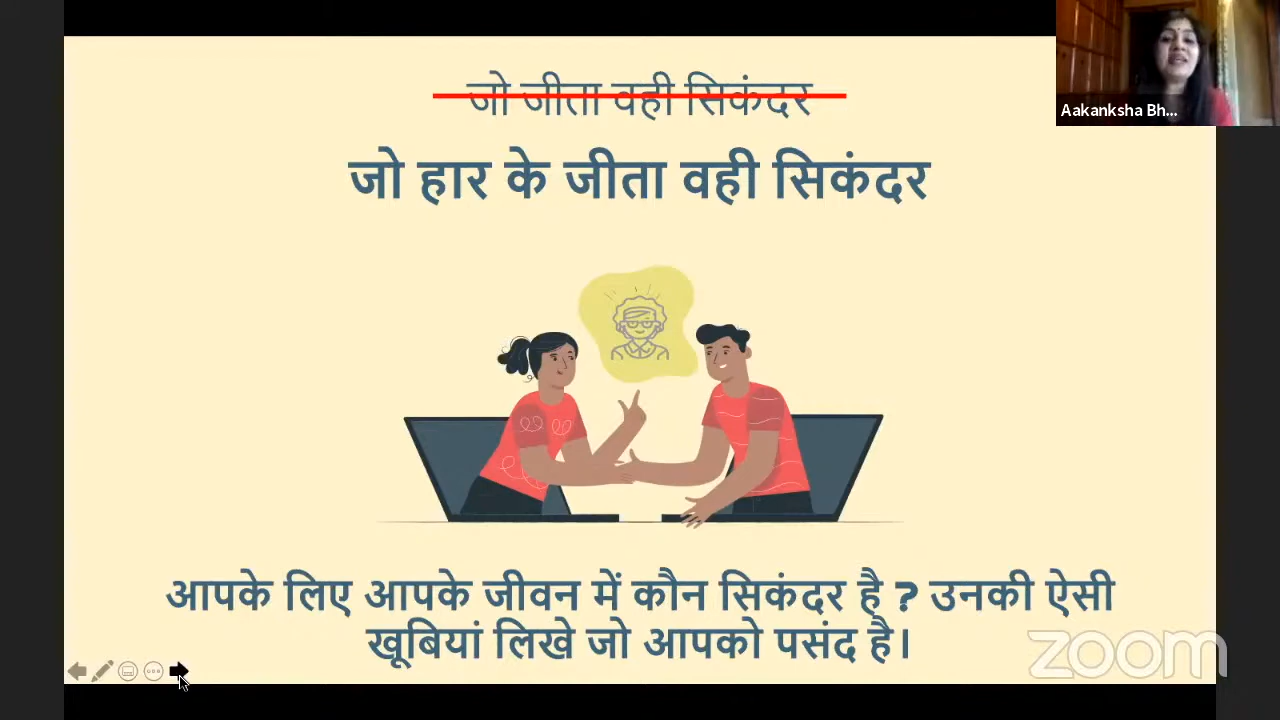 जो जीता वही सिकंदर
जो हार के जीता वही सिकंदर
आपके लिए आपके जीवन में कौन सिकंदर है ? उनकी ऐसी
खूबियां लिखे जो आपको पसंद है।
Aakanksha Bh...
zoom